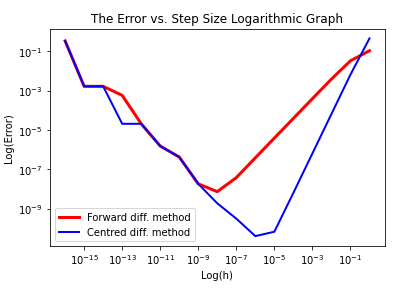 The Error vs. Step Size Logarithmic Graph
Log(Error)
10⁻¹
10⁻³
10⁻⁵
10⁻⁷
10⁻⁹
Forward diff. method
Centred diff. method
10⁻¹⁵ 10⁻¹³ 10⁻¹¹ 10⁻⁹ 10⁻⁷ 10⁻⁵ 10⁻³ 10⁻¹
Log(h)